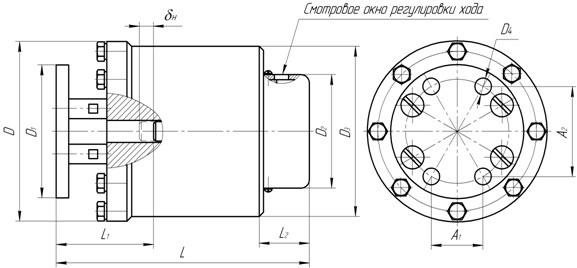 δн
Смотровое окно регулировки хода
D4
D
D1
D2
D3
A2
L1
L2
A1
L